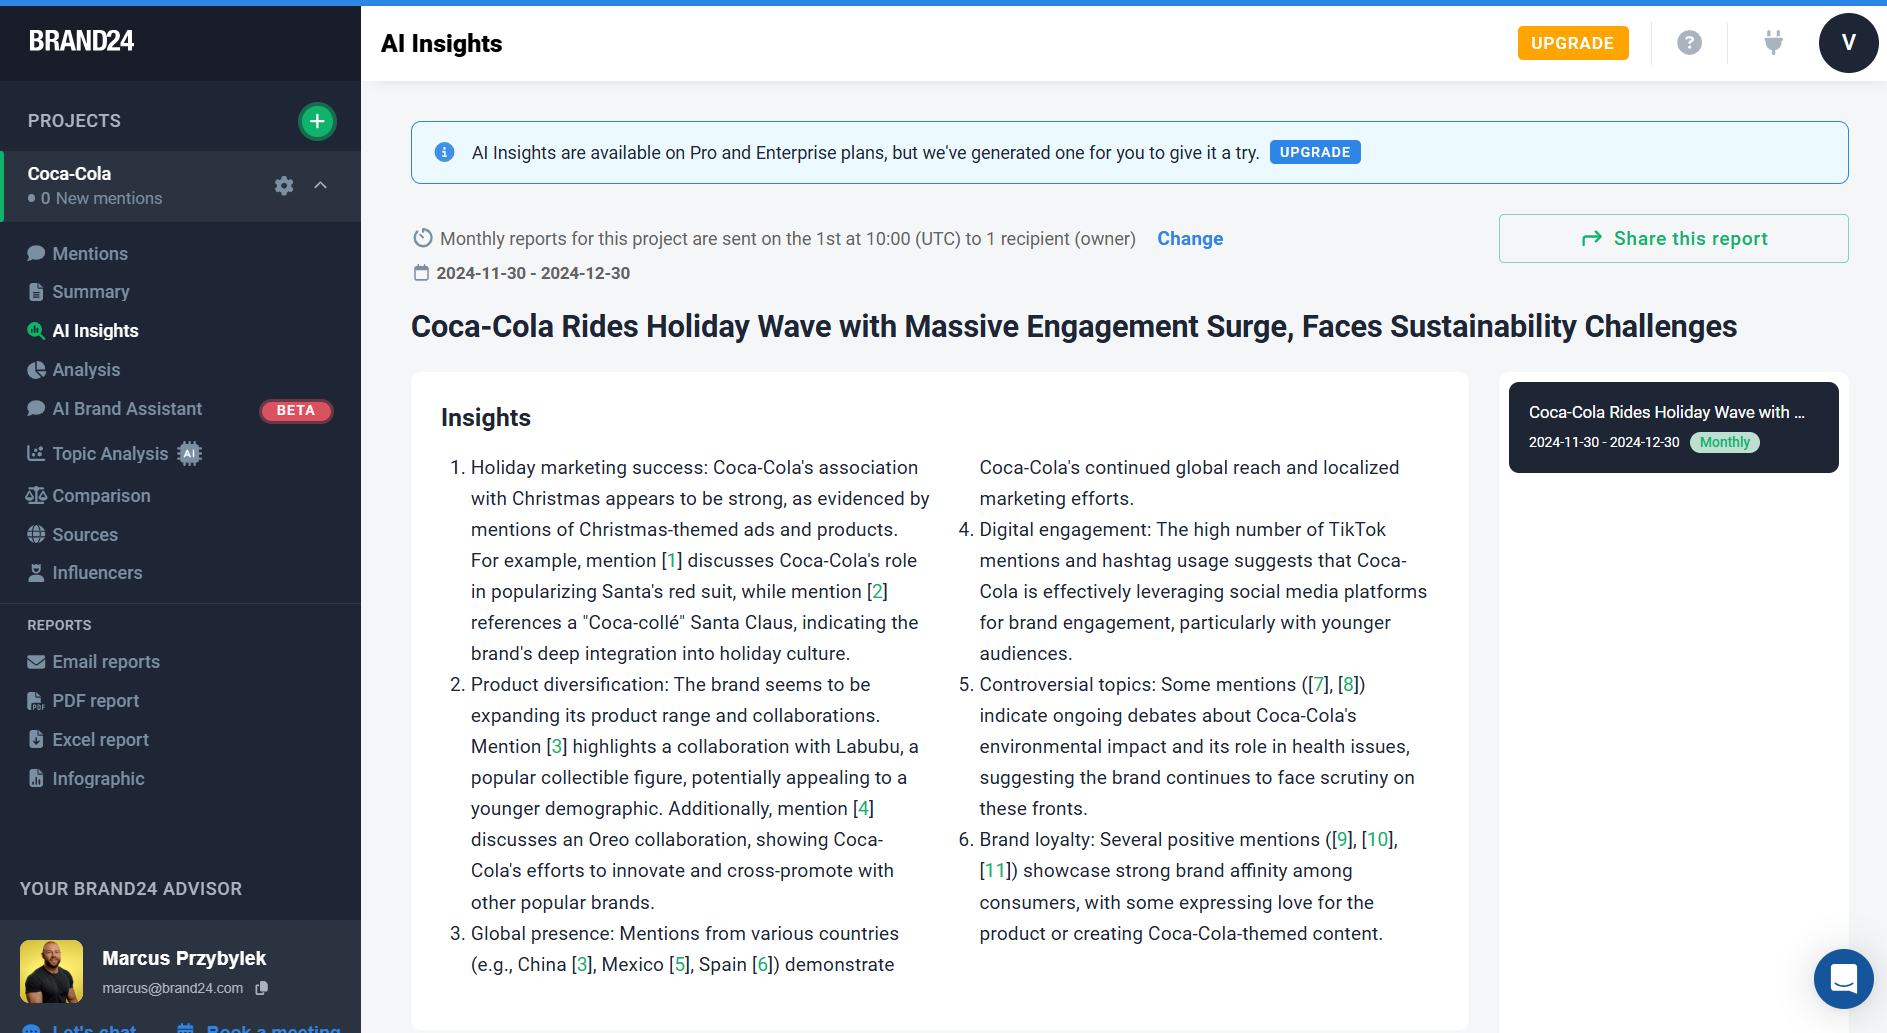 BRAND24
AI Insights
UPGRADE
?
V
PROJECTS
+
Coca-Cola
0 New mentions
Mentions
Summary
AI Insights
Analysis
AI Brand Assistant
BETA
Topic Analysis AI
Comparison
Sources
Influencers
REPORTS
Email reports
PDF report
Excel report
Infographic
YOUR BRAND24 ADVISOR
Marcus Przybylek
marcus@brand24.com
Let's chat
Book a meeting
AI Insights are available on Pro and Enterprise plans, but we've generated one for you to give it a try. UPGRADE
Monthly reports for this project are sent on the 1st at 10:00 (UTC) to 1 recipient (owner) Change
2024-11-30 - 2024-12-30
Share this report
Coca-Cola Rides Holiday Wave with Massive Engagement Surge, Faces Sustainability Challenges
Insights
1. Holiday marketing success: Coca-Cola's association
with Christmas appears to be strong, as evidenced by
mentions of Christmas-themed ads and products.
For example, mention [1] discusses Coca-Cola's role
in popularizing Santa's red suit, while mention [2]
references a "Coca-collé" Santa Claus, indicating the
brand's deep integration into holiday culture.
2. Product diversification: The brand seems to be
expanding its product range and collaborations.
Mention [3] highlights a collaboration with Labubu, a
popular collectible figure, potentially appealing to a
younger demographic. Additionally, mention [4]
discusses an Oreo collaboration, showing Coca-
Cola's efforts to innovate and cross-promote with
other popular brands.
3. Global presence: Mentions from various countries
(e.g., China [3], Mexico [5], Spain [6]) demonstrate
Coca-Cola's continued global reach and localized
marketing efforts.
4. Digital engagement: The high number of TikTok
mentions and hashtag usage suggests that Coca-
Cola is effectively leveraging social media platforms
for brand engagement, particularly with younger
audiences.
5. Controversial topics: Some mentions ([7], [8])
indicate ongoing debates about Coca-Cola's
environmental impact and its role in health issues,
suggesting the brand continues to face scrutiny on
these fronts.
6. Brand loyalty: Several positive mentions ([9], [10],
[11]) showcase strong brand affinity among
consumers, with some expressing love for the
product or creating Coca-Cola-themed content.
Coca-Cola Rides Holiday Wave with ...
2024-11-30 - 2024-12-30 Monthly